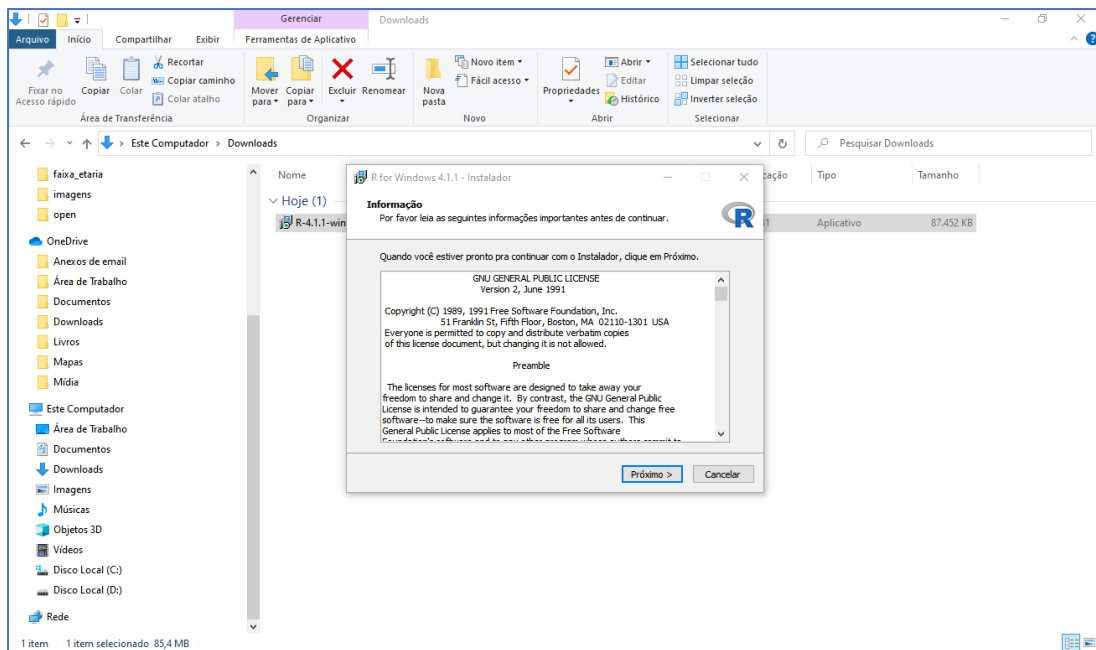 Gerenciar
Downloads
Arquivo Início Compartilhar Exibir Ferramentas de Aplicativo
Fixar no Acesso rápido
Copiar
Colar
Recortar
Copiar caminho
Colar atalho
Área de Transferência
Mover para
Copiar para
Excluir
Renomear
Organizar
Nova pasta
Novo item
Fácil acesso
Novo
Propriedades
Abrir
Editar
Histórico
Abrir
Selecionar tudo
Limpar seleção
Inverter seleção
Selecionar
Este Computador > Downloads
Pesquisar Downloads
faixa_etaria
imagens
open
OneDrive
Anexos de email
Área de Trabalho
Documentos
Downloads
Livros
Mapas
Mídia
Este Computador
Área de Trabalho
Documentos
Downloads
Imagens
Músicas
Objetos 3D
Vídeos
Disco Local (C:)
Disco Local (D:)
Rede
Nome Tipo Tamanho
Hoje (1)
R-4.1.1-win Aplicativo 87.452 KB
R for Windows 4.1.1 - Instalador
Informação
Por favor leia as seguintes informações importantes antes de continuar.
R
Quando você estiver pronto pra continuar com o Instalador, clique em Próximo.
GNU GENERAL PUBLIC LICENSE
Version 2, June 1991
Copyright (C) 1989, 1991 Free Software Foundation, Inc.
51 Franklin St, Fifth Floor, Boston, MA 02110-1301 USA
Everyone is permitted to copy and distribute verbatim copies
of this license document, but changing it is not allowed.
Preamble
The licenses for most software are designed to take away your
freedom to share and change it. By contrast, the GNU General Public
License is intended to guarantee your freedom to share and change free
software--to make sure the software is free for all its users. This
General Public License applies to most of the Free Software
Próximo >
Cancelar
1 item 1 item selecionado 85,4 MB